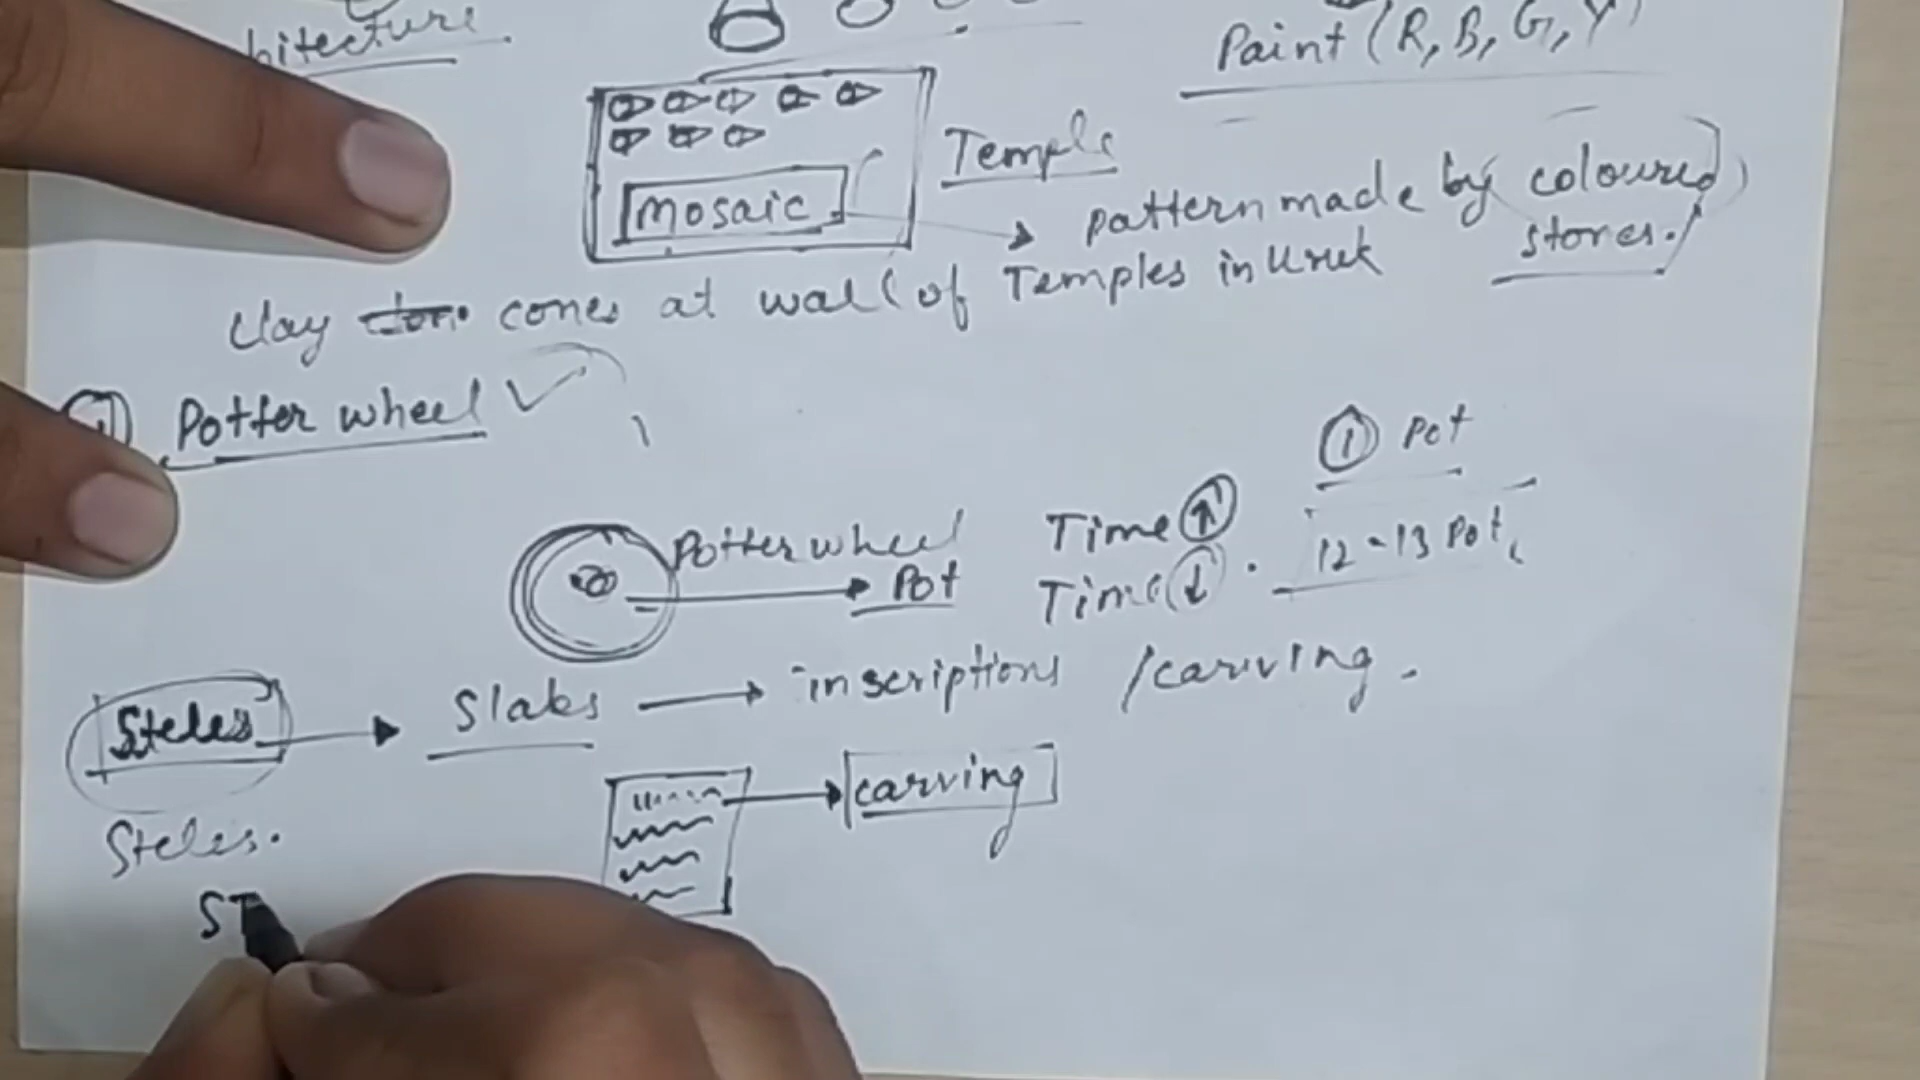 hitecture.
Paint (R, B, G, Y)
Temple
mosaic
pattern made by coloured
stones.
Clay cones at wall of Temples in Uruk
Potter wheel
① Pot
Potter wheel
Pot
Time ↑
Time ↓
12-13 Pot
Steles → Slabs → inscriptions /carving.
carving
Steles.
ST